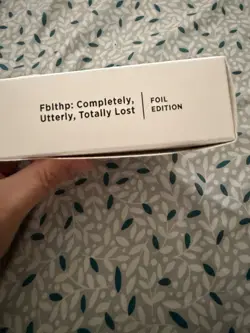 Fblthp: Completely,
Utterly, Totally Lost
FOIL
EDITION